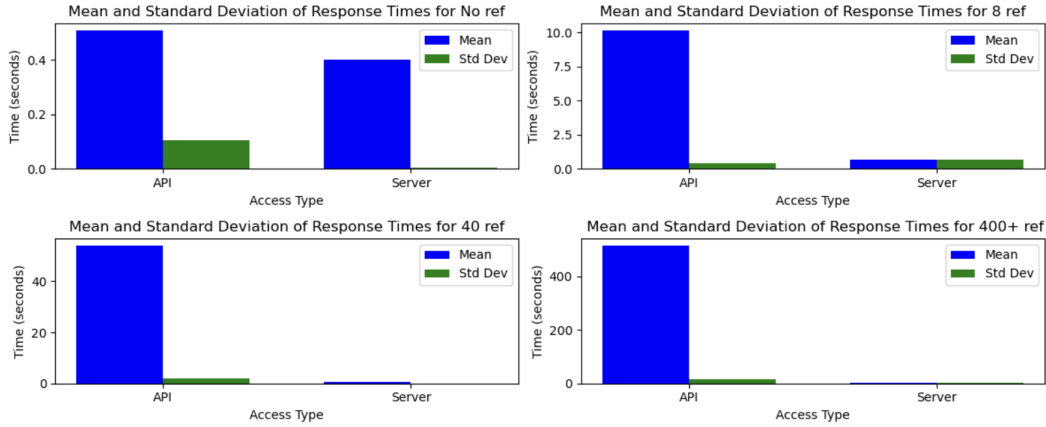 Mean and Standard Deviation of Response Times for No ref
Time (seconds)
0.4
0.2
0.0
Mean
Std Dev
API
Server
Access Type
Mean and Standard Deviation of Response Times for 8 ref
Time (seconds)
10.0
7.5
5.0
2.5
0.0
Mean
Std Dev
API
Server
Access Type
Mean and Standard Deviation of Response Times for 40 ref
Time (seconds)
40
20
0
Mean
Std Dev
API
Server
Access Type
Mean and Standard Deviation of Response Times for 400+ ref
Time (seconds)
400
200
0
Mean
Std Dev
API
Server
Access Type